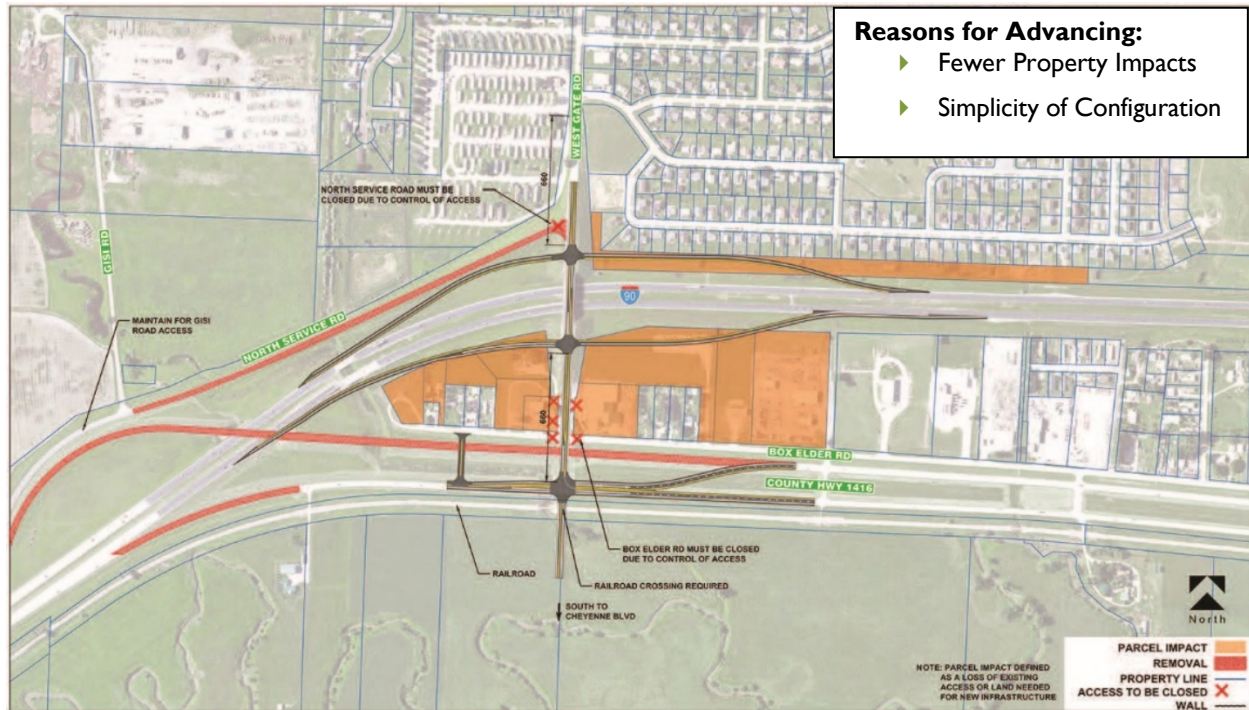 Reasons for Advancing:
Fewer Property Impacts
Simplicity of Configuration
WEST GATE RD
660
NORTH SERVICE ROAD MUST BE
CLOSED DUE TO CONTROL OF ACCESS
GISI RD
90
MAINTAIN FOR GISI
ROAD ACCESS
NORTH SERVICE RD
660
BOX ELDER RD
COUNTY HWY 1416
BOX ELDER RD MUST BE CLOSED
DUE TO CONTROL OF ACCESS
RAILROAD
RAILROAD CROSSING REQUIRED
SOUTH TO
CHEYENNE BLVD
North
NOTE: PARCEL IMPACT DEFINED
AS A LOSS OF EXISTING
ACCESS OR LAND NEEDED
FOR NEW INFRASTRUCTURE
PARCEL IMPACT
REMOVAL
PROPERTY LINE
ACCESS TO BE CLOSED
WALL